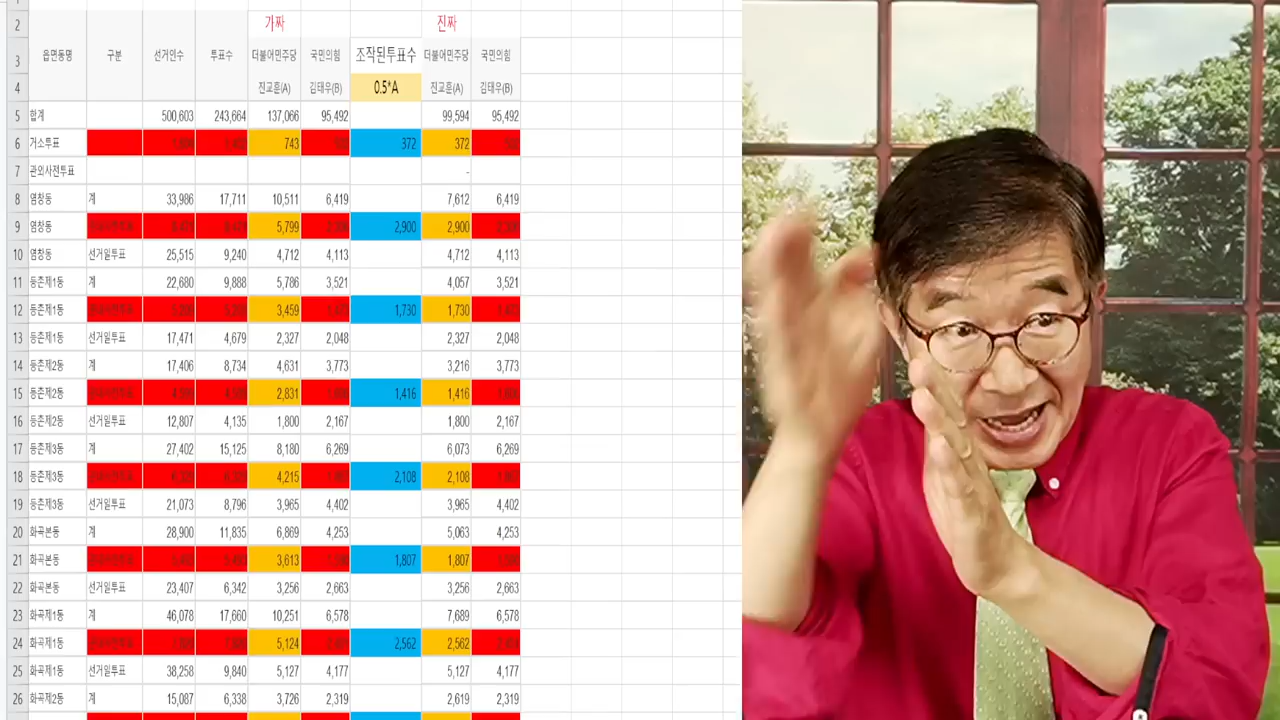 2 가짜 진짜
3 읍면동명 구분 선거인수 투표수 더불어민주당 국민의힘 조작된투표수 더불어민주당 국민의힘
4 진교훈(A) 김태우(B) 0.5*A 진교훈(A) 김태우(B)
5 합계 500,603 243,664 137,066 95,492 99,594 95,492
6 거소투표 743 372 372
7 관외사전투표 -
8 염창동 계 33,986 17,711 10,511 6,419 7,612 6,419
9 염창동 5,799 2,900 2,900
10 염창동 선거일투표 25,515 9,240 4,712 4,113 4,712 4,113
11 등촌제1동 계 22,680 9,888 5,786 3,521 4,057 3,521
12 등촌제1동 3,459 1,730 1,730
13 등촌제1동 선거일투표 17,471 4,679 2,327 2,048 2,327 2,048
14 등촌제2동 계 17,406 8,734 4,631 3,773 3,216 3,773
15 등촌제2동 2,831 1,416 1,416
16 등촌제2동 선거일투표 12,807 4,135 1,800 2,167 1,800 2,167
17 등촌제3동 계 27,402 15,125 8,180 6,269 6,073 6,269
18 등촌제3동 4,215 2,108 2,108
19 등촌제3동 선거일투표 21,073 8,796 3,965 4,402 3,965 4,402
20 화곡본동 계 28,900 11,835 6,869 4,253 5,063 4,253
21 화곡본동 3,613 1,807 1,807
22 화곡본동 선거일투표 23,407 6,342 3,256 2,663 3,256 2,663
23 화곡제1동 계 46,078 17,660 10,251 6,578 7,689 6,578
24 화곡제1동 5,124 2,562 2,562
25 화곡제1동 선거일투표 38,258 9,840 5,127 4,177 5,127 4,177
26 화곡제2동 계 15,087 6,338 3,726 2,319 2,619 2,319